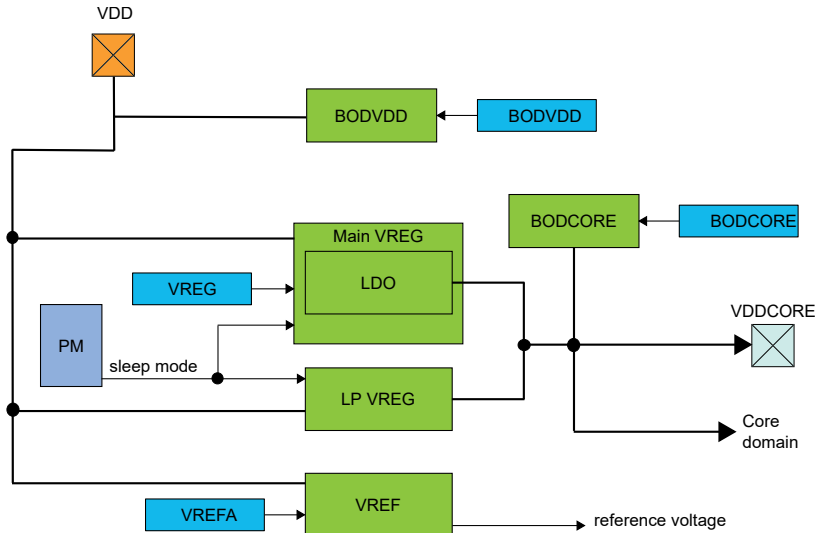 VDD
BODVDD
BODVDD
BODCORE
BODCORE
Main VREG
LDO
VREG
VDDCORE
PM
sleep mode
LP VREG
Core
domain
VREF
VREFA
reference voltage